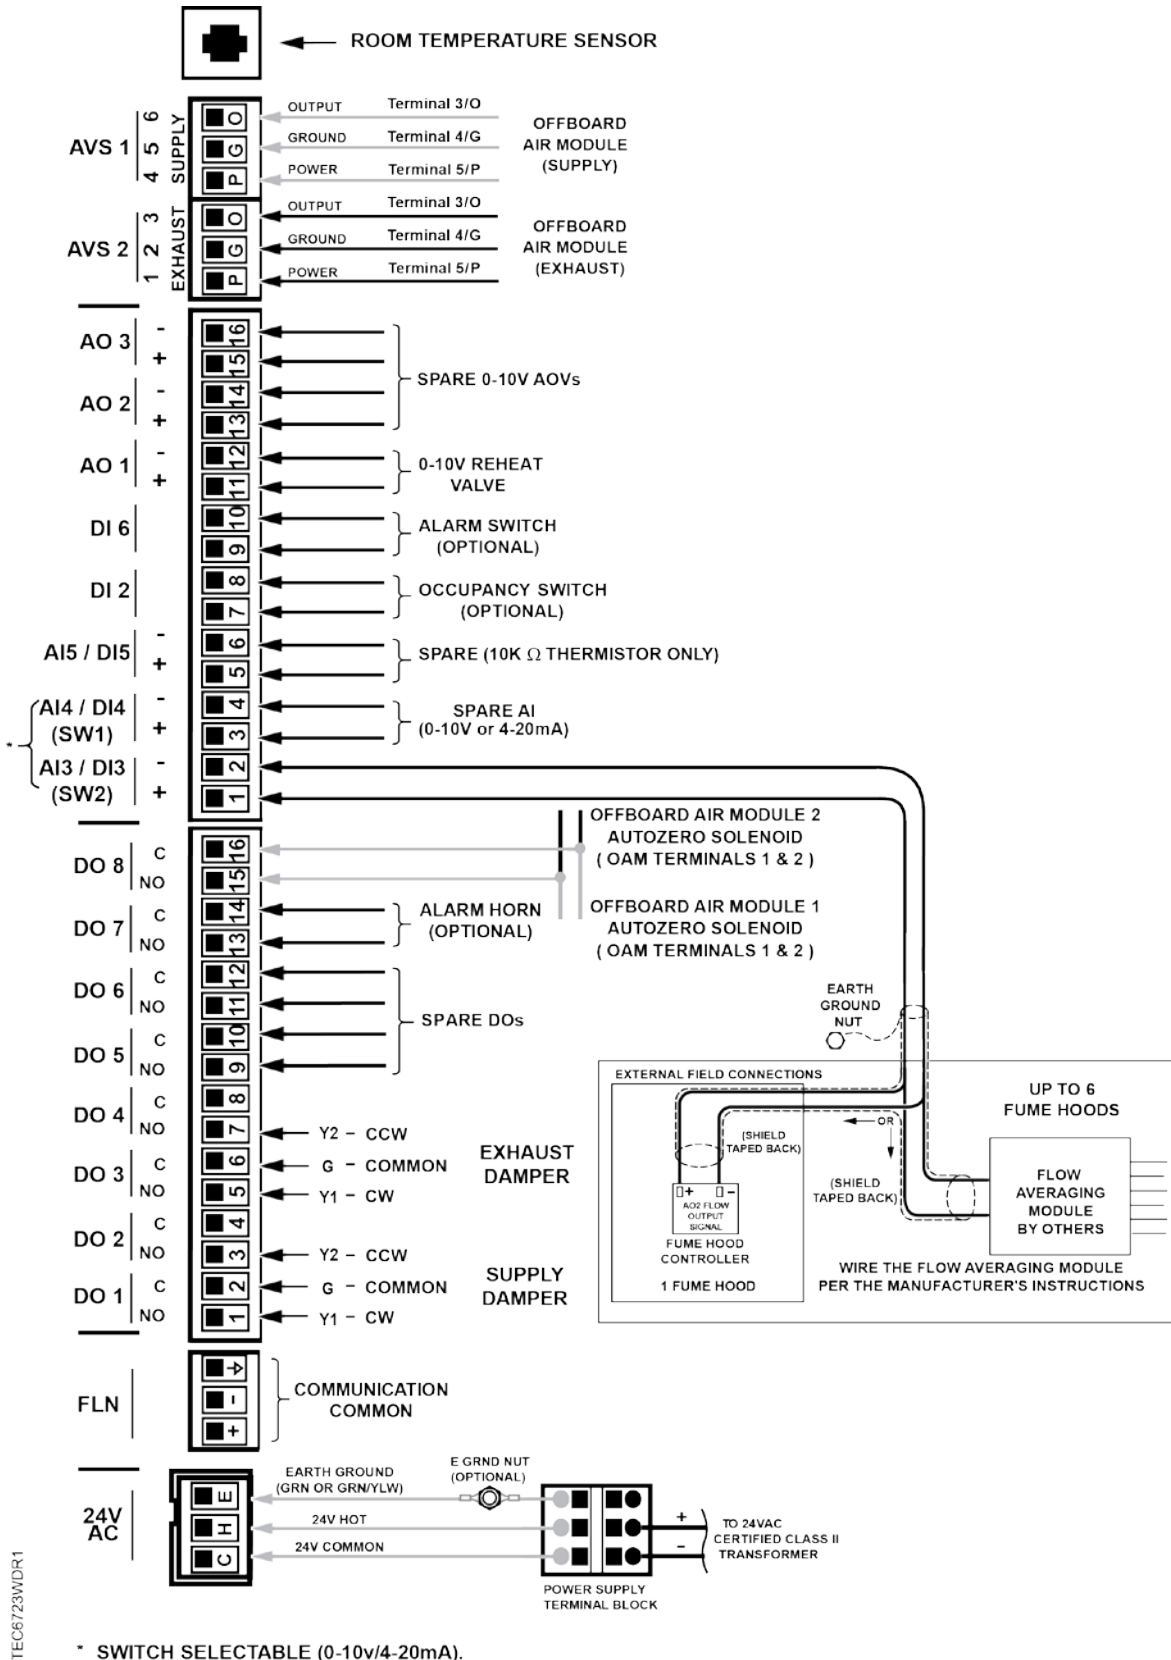 ROOM TEMPERATURE SENSOR
AVS 1
4 5 6
SUPPLY
O
G
P
OUTPUT Terminal 3/O
GROUND Terminal 4/G
POWER Terminal 5/P
OFFBOARD
AIR MODULE
(SUPPLY)
AVS 2
1 2 3
EXHAUST
O
G
P
OUTPUT Terminal 3/O
GROUND Terminal 4/G
POWER Terminal 5/P
OFFBOARD
AIR MODULE
(EXHAUST)
AO 3
-
+
16
15
AO 2
-
+
14
13
SPARE 0-10V AOVs
AO 1
-
+
12
11
0-10V REHEAT
VALVE
DI 6
10
9
ALARM SWITCH
(OPTIONAL)
DI 2
8
7
OCCUPANCY SWITCH
(OPTIONAL)
AI5 / DI5
-
+
6
5
SPARE (10K Ω THERMISTOR ONLY)
*
AI4 / DI4
(SW1)
-
+
4
3
SPARE AI
(0-10V or 4-20mA)
AI3 / DI3
(SW2)
-
+
2
1
OFFBOARD AIR MODULE 2
AUTOZERO SOLENOID
( OAM TERMINALS 1 & 2 )
DO 8
C
NO
16
15
OFFBOARD AIR MODULE 1
AUTOZERO SOLENOID
( OAM TERMINALS 1 & 2 )
DO 7
C
NO
14
13
ALARM HORN
(OPTIONAL)
DO 6
C
NO
12
11
DO 5
C
NO
10
9
SPARE DOs
DO 4
C
NO
8
7
Y2 - CCW
DO 3
C
NO
6
5
G - COMMON
Y1 - CW
EXHAUST
DAMPER
DO 2
C
NO
4
3
Y2 - CCW
DO 1
C
NO
2
1
G - COMMON
Y1 - CW
SUPPLY
DAMPER
EARTH
GROUND
NUT
EXTERNAL FIELD CONNECTIONS
UP TO 6
FUME HOODS
OR
(SHIELD
TAPED BACK)
(SHIELD
TAPED BACK)
+ -
AO2 FLOW
OUTPUT
SIGNAL
FUME HOOD
CONTROLLER
1 FUME HOOD
FLOW
AVERAGING
MODULE
BY OTHERS
WIRE THE FLOW AVERAGING MODULE
PER THE MANUFACTURER'S INSTRUCTIONS
FLN
-
+
COMMUNICATION
COMMON
24V
AC
E
H
C
EARTH GROUND
(GRN OR GRN/YLW)
24V HOT
24V COMMON
E GRND NUT
(OPTIONAL)
+
-
TO 24VAC
CERTIFIED CLASS II
TRANSFORMER
POWER SUPPLY
TERMINAL BLOCK
TEC6723WDR1
* SWITCH SELECTABLE (0-10v/4-20mA).